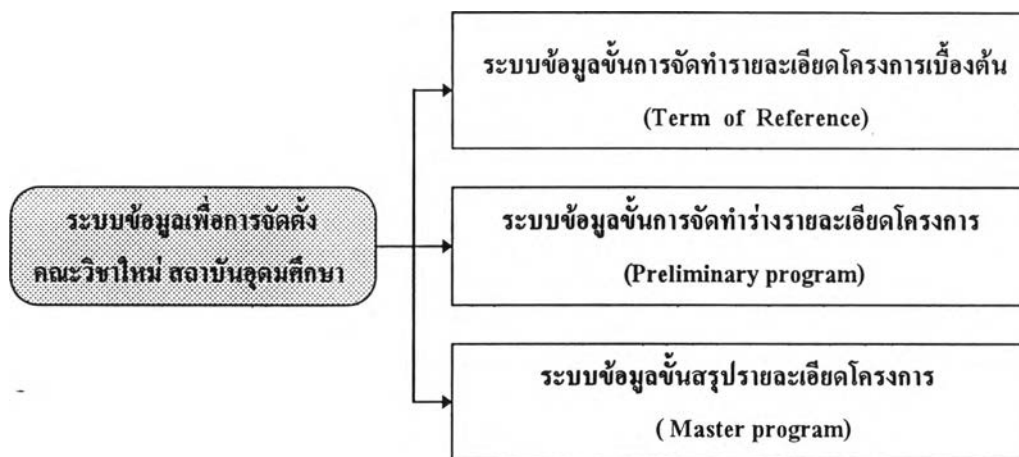 ระบบข้อมูลขั้นการจัดทำรายละเอียดโครงการเบื้องต้น
(Term of Reference)
ระบบข้อมูลเพื่อการจัดตั้ง
คณะวิชาใหม่ สถาบันอุดมศึกษา
ระบบข้อมูลขั้นการจัดทำร่างรายละเอียดโครงการ
(Preliminary program)
ระบบข้อมูลขั้นสรุปรายละเอียดโครงการ
( Master program)